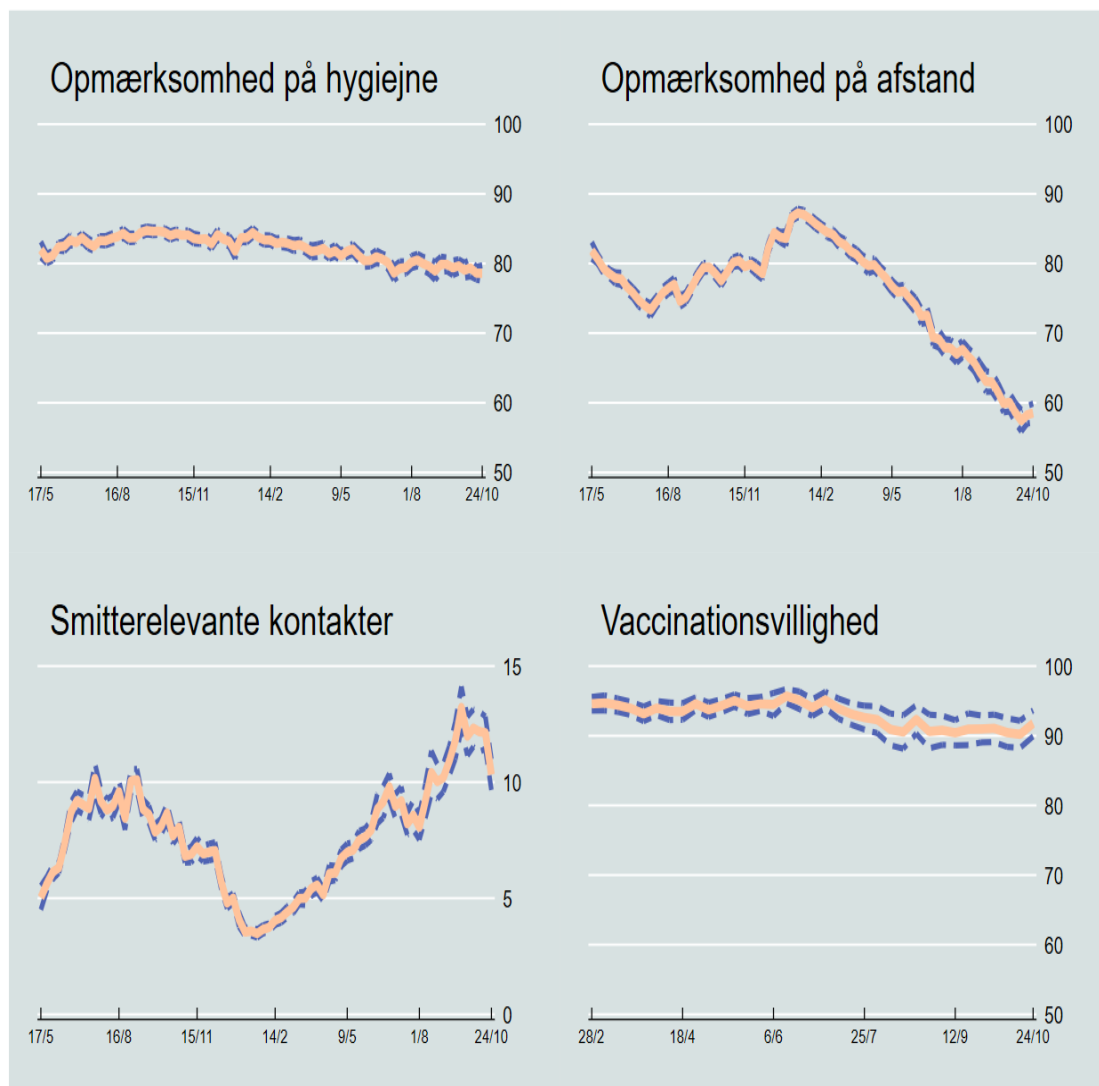 Opmærksomhed på hygiejne
100
90
80
70
60
50
17/5 16/8 15/11 14/2 9/5 1/8 24/10
Opmærksomhed på afstand
100
90
80
70
60
50
17/5 16/8 15/11 14/2 9/5 1/8 24/10
Smitterelevante kontakter
15
10
5
0
17/5 16/8 15/11 14/2 9/5 1/8 24/10
Vaccinationsvillighed
100
90
80
70
60
50
28/2 18/4 6/6 25/7 12/9 24/10